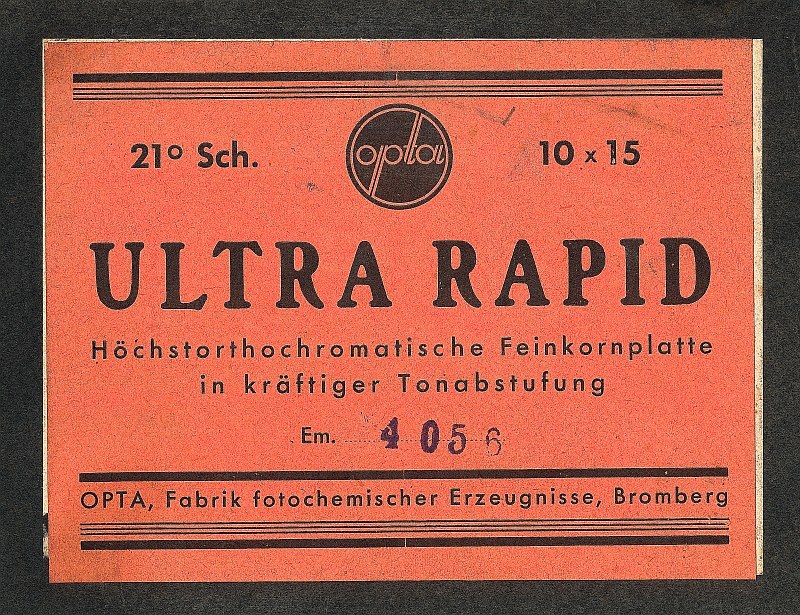 21° Sch.
opta
10 x 15
ULTRA RAPID
Höchstorthochromatische Feinkornplatte
in kräftiger Tonabstufung
Em. 4056
OPTA, Fabrik fotochemischer Erzeugnisse, Bromberg